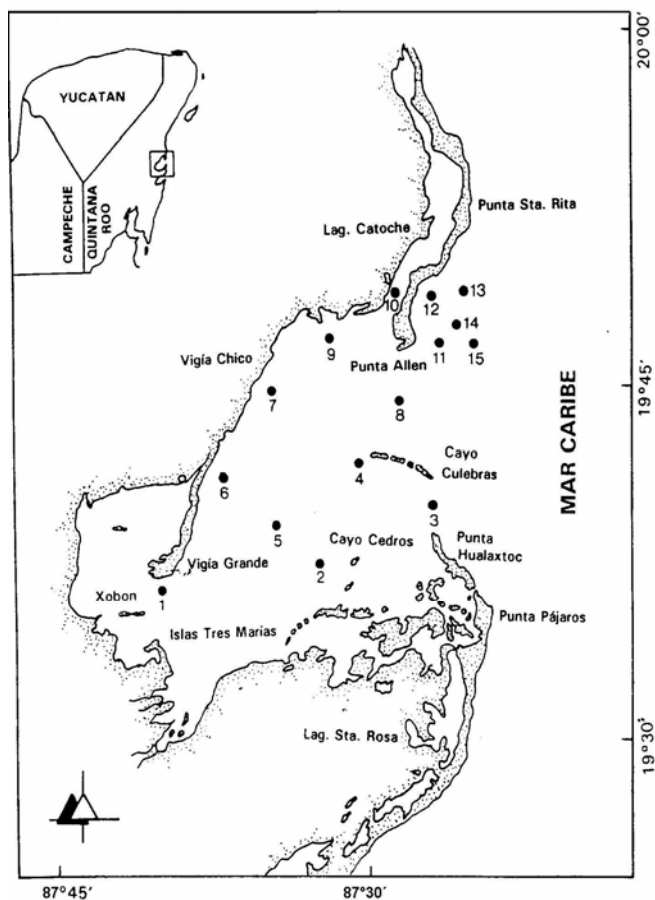 20°00'
YUCATAN
CAMPECHE
QUINTANA
ROO
Punta Sta. Rita
Lag. Catoche
13
10
12
14
9
11
15
Vigía Chico
Punta Allen
19°45'
7
8
MAR CARIBE
Cayo
Culebras
4
6
3
5
Punta
Hualaxtoc
Cayo Cedros
Vigía Grande
2
Xobon
1
Punta Pájaros
Islas Tres Marias
Lag. Sta. Rosa
19°30'
87°45'
87°30'